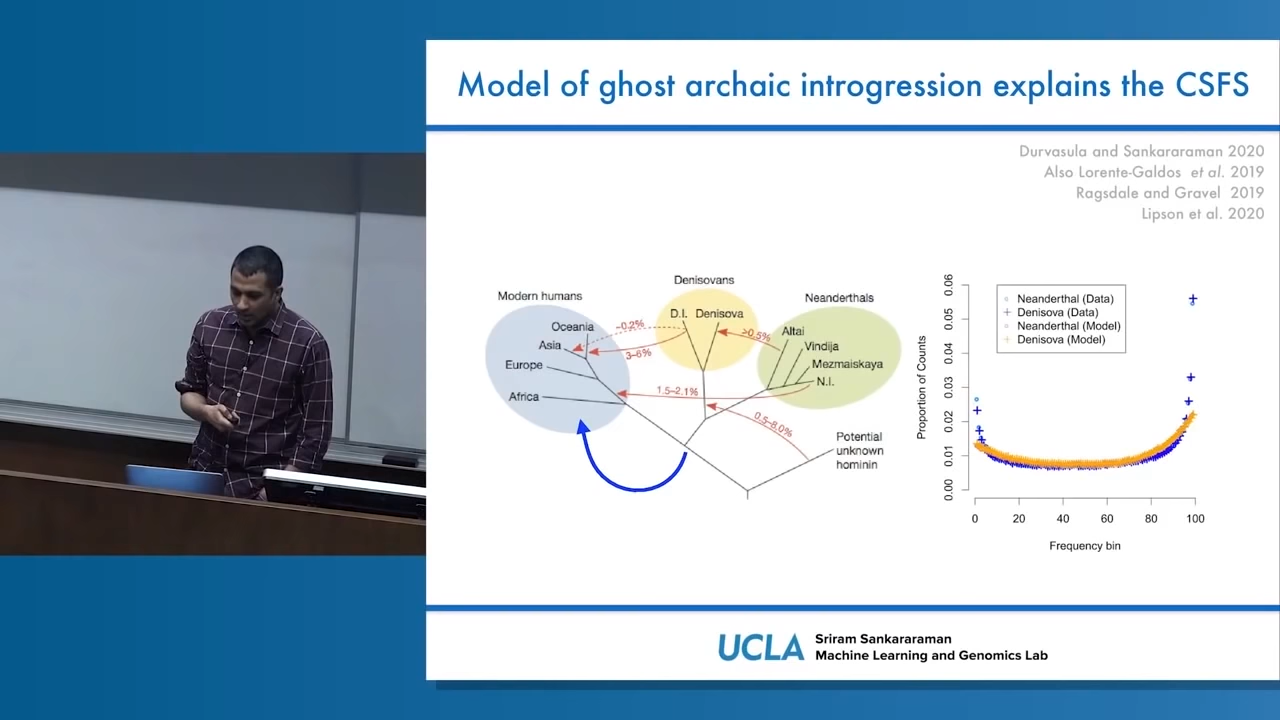 Model of ghost archaic introgression explains the CSFS
Durvasula and Sankararaman 2020
Also Lorente-Galdos et al. 2019
Ragsdale and Gravel 2019
Lipson et al. 2020
Modern humans
Denisovans
Neanderthals
Oceania
Asia
Europe
Africa
D.I.
Denisova
Altai
Vindija
Mezmaiskaya
N.I.
~0.2%
3–6%
>0.5%
1.5–2.1%
0.5–8.0%
Potential
unknown
hominin
Proportion of Counts
0.06
0.05
0.04
0.03
0.02
0.01
0.00
Neanderthal (Data)
Denisova (Data)
Neanderthal (Model)
Denisova (Model)
0 20 40 60 80 100
Frequency bin
UCLA
Sriram Sankararaman
Machine Learning and Genomics Lab